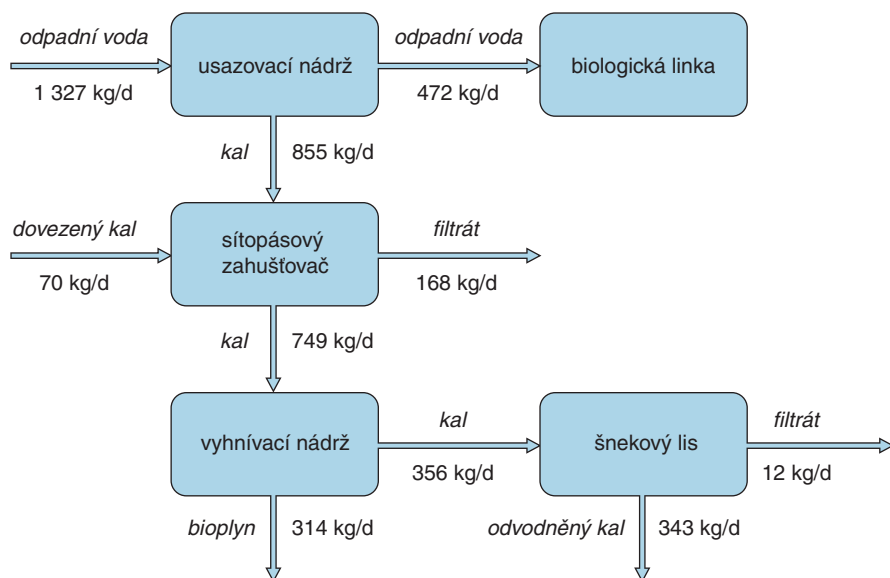 odpadní voda
1 327 kg/d
usazovací nádrž
odpadní voda
472 kg/d
biologická linka
kal
855 kg/d
dovezený kal
70 kg/d
sítopásový
zahušťovač
filtrát
168 kg/d
kal
749 kg/d
vyhnívací nádrž
kal
356 kg/d
šnekový lis
filtrát
12 kg/d
bioplyn
314 kg/d
odvodněný kal
343 kg/d